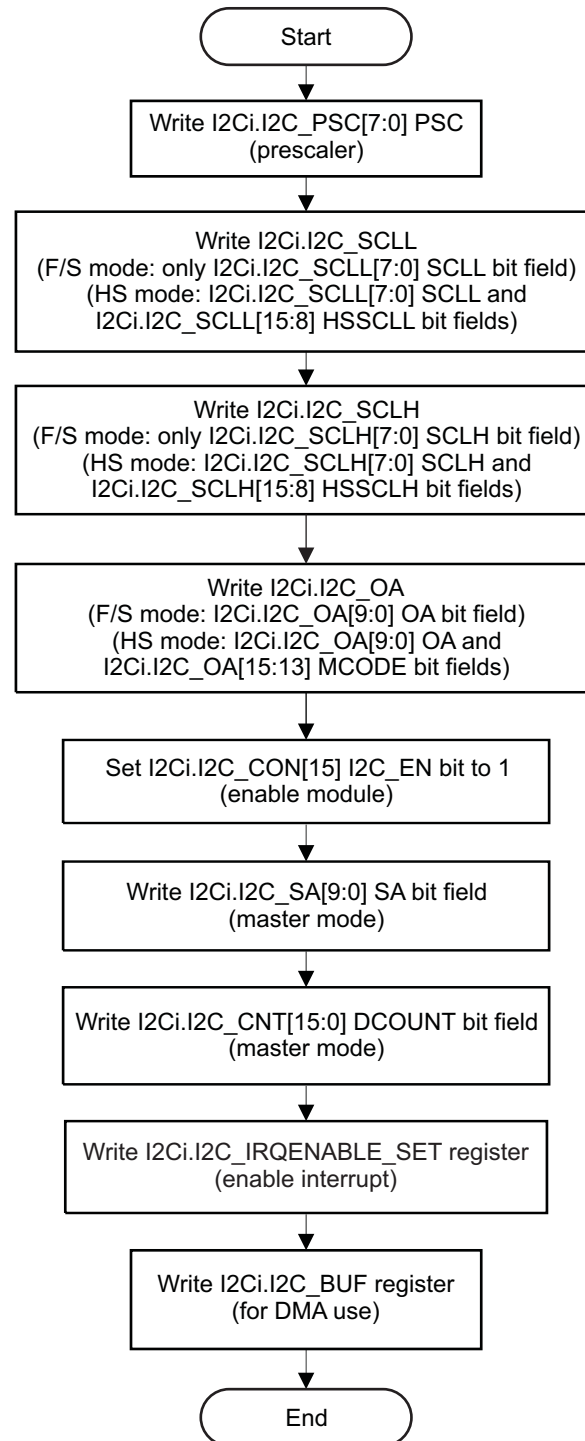 Start
Write I2Ci.I2C_PSC[7:0] PSC
(prescaler)
Write I2Ci.I2C_SCLL
(F/S mode: only I2Ci.I2C_SCLL[7:0] SCLL bit field)
(HS mode: I2Ci.I2C_SCLL[7:0] SCLL and
I2Ci.I2C_SCLL[15:8] HSSCLL bit fields)
Write I2Ci.I2C_SCLH
(F/S mode: only I2Ci.I2C_SCLH[7:0] SCLH bit field)
(HS mode: I2Ci.I2C_SCLH[7:0] SCLH and
I2Ci.I2C_SCLH[15:8] HSSCLH bit fields)
Write I2Ci.I2C_OA
(F/S mode: I2Ci.I2C_OA[9:0] OA bit field)
(HS mode: I2Ci.I2C_OA[9:0] OA and
I2Ci.I2C_OA[15:13] MCODE bit fields)
Set I2Ci.I2C_CON[15] I2C_EN bit to 1
(enable module)
Write I2Ci.I2C_SA[9:0] SA bit field
(master mode)
Write I2Ci.I2C_CNT[15:0] DCOUNT bit field
(master mode)
Write I2Ci.I2C_IRQENABLE_SET register
(enable interrupt)
Write I2Ci.I2C_BUF register
(for DMA use)
End